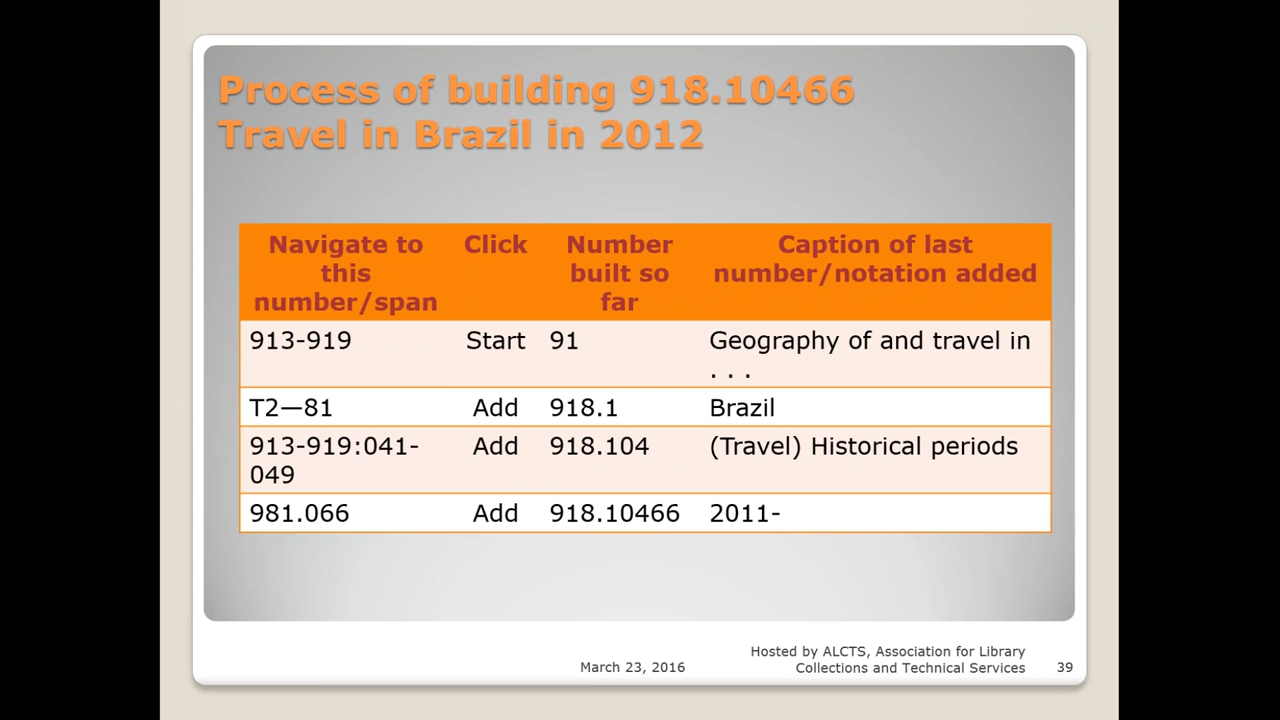 Process of building 918.10466
Travel in Brazil in 2012
Navigate to this number/span Click Number built so far Caption of last number/notation added
913-919 Start 91 Geography of and travel in . . .
T2—81 Add 918.1 Brazil
913-919:041-049 Add 918.104 (Travel) Historical periods
981.066 Add 918.10466 2011-
March 23, 2016
Hosted by ALCTS, Association for Library
Collections and Technical Services
39